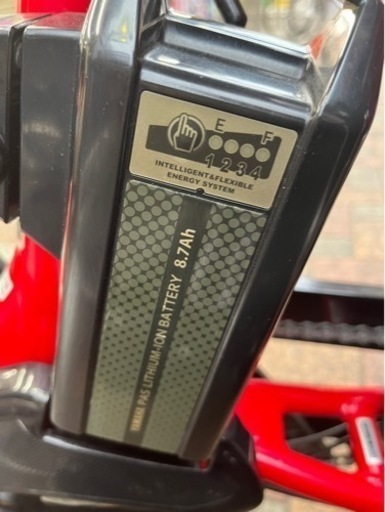 E F
1 2 3 4
INTELLIGENT&FLEXIBLE
ENERGY SYSTEM
YAMAHA PAS LITHIUM-ION BATTERY 8.7Ah